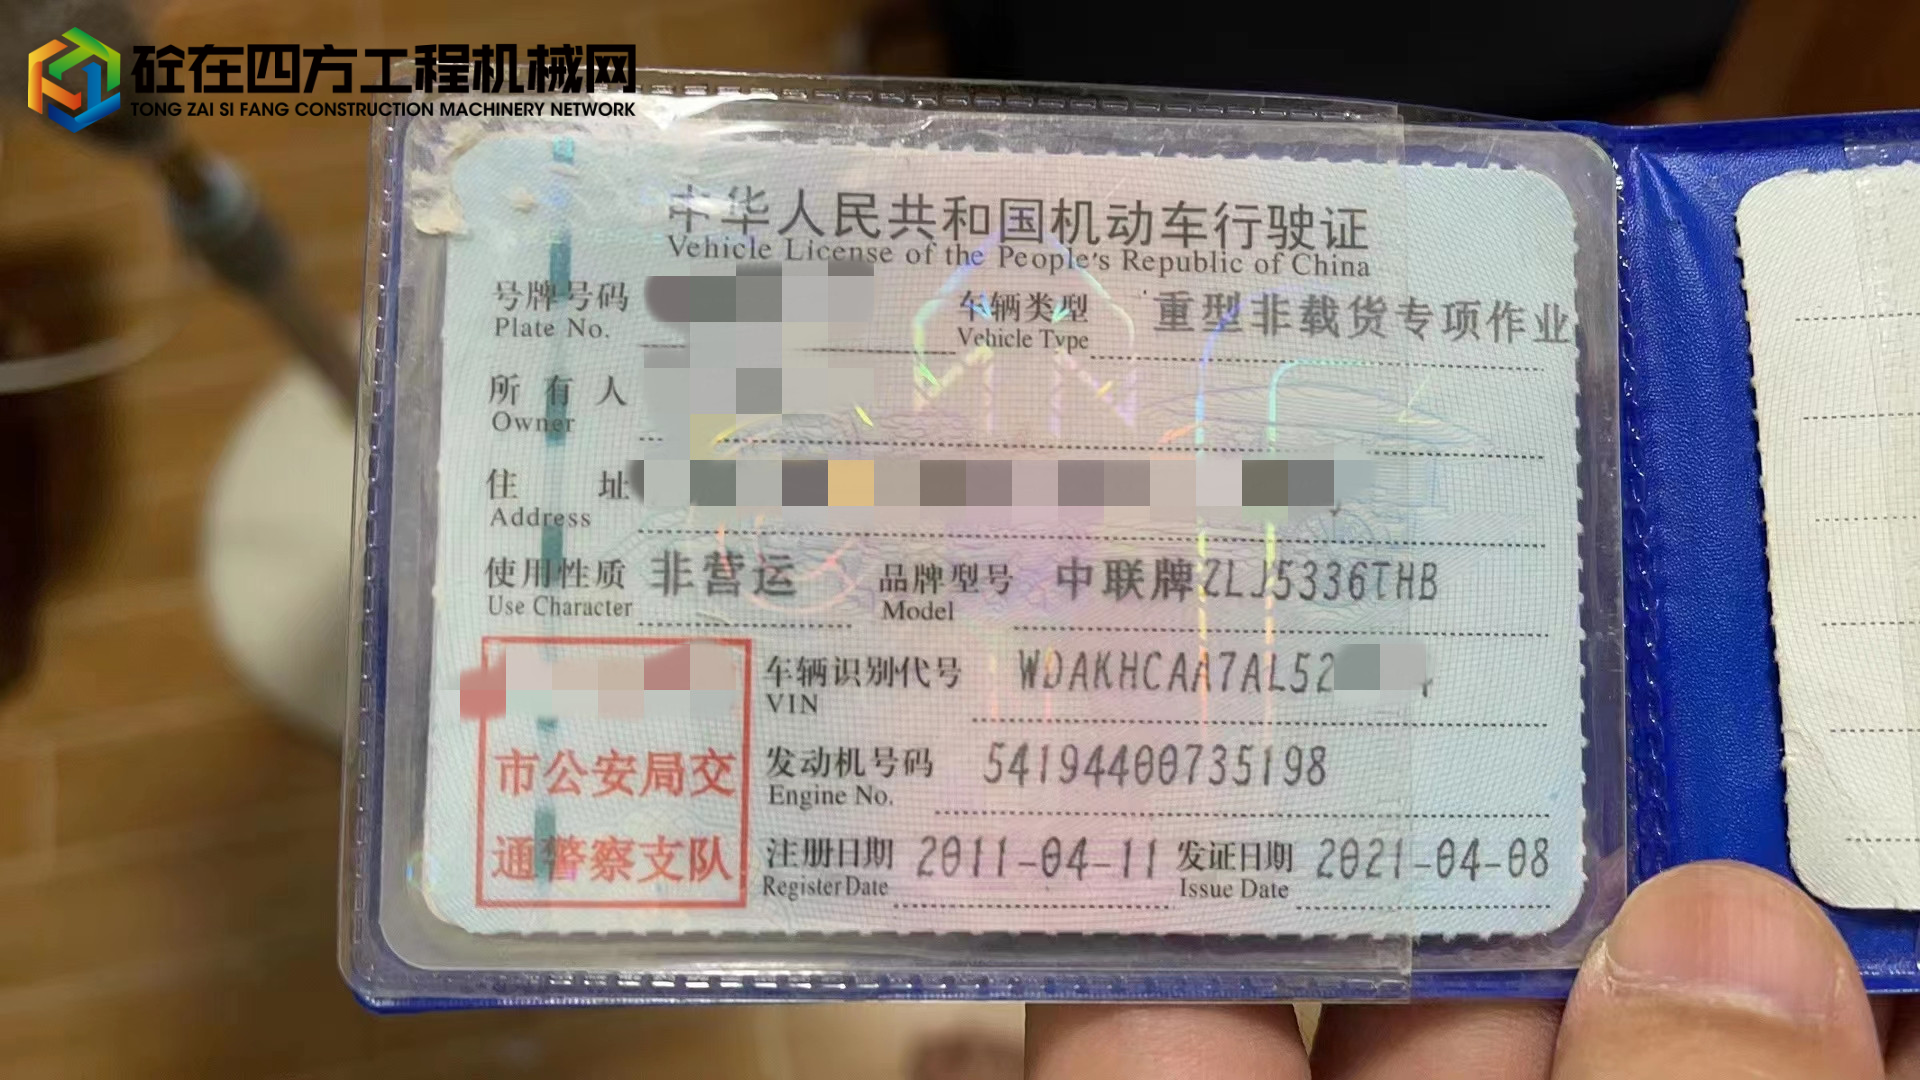 砼在四方工程机械网
TONG ZAI SI FANG CONSTRUCTION MACHINERY NETWORK
中华人民共和国机动车行驶证
Vehicle License of the People's Republic of China
号牌号码 车辆类型 重型非载货专项作业
Plate No. Vehicle Type
所有人
Owner
住址
Address
使用性质 非营运 品牌型号 中联牌ZLJ5336THB
Use Character Model
车辆识别代号 WDAKHCAA7AL52
VIN
市公安局交 发动机号码 54194400735198
Engine No.
通警察支队 注册日期 2011-04-11 发证日期 2021-04-08
Register Date Issue Date